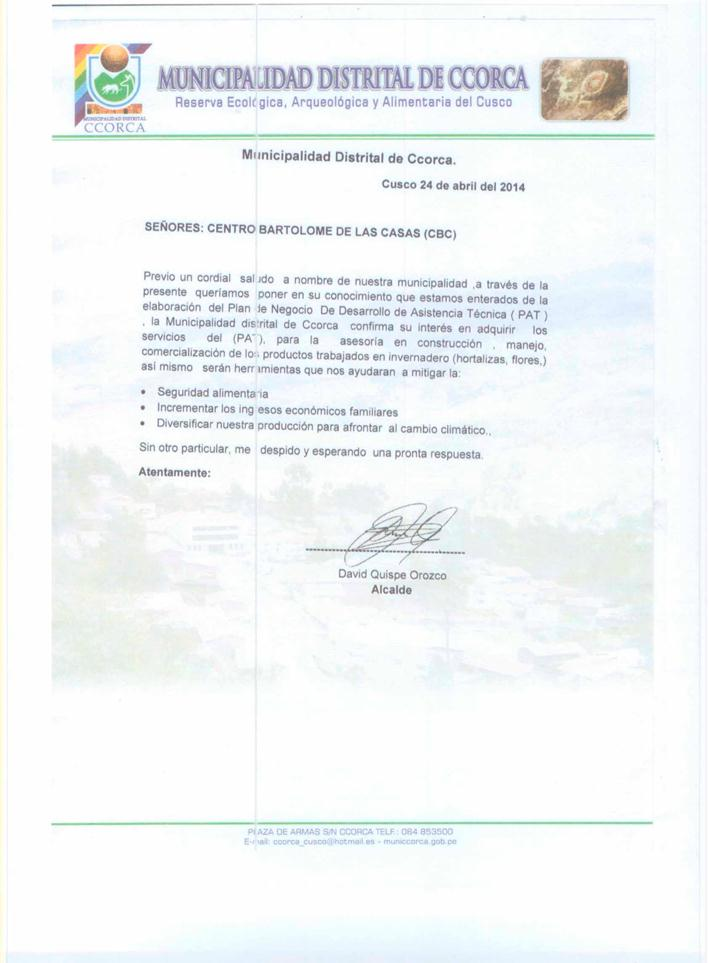 MUNICIPALIDAD DISTRITAL DE CCORCA
Reserva Ecológica, Arqueológica y Alimentaria del Cusco
MUNICIPALIDAD DISTRITAL
CCORCA
Municipalidad Distrital de Ccorca.
Cusco 24 de abril del 2014
SEÑORES: CENTRO BARTOLOME DE LAS CASAS (CBC)
Previo un cordial saludo a nombre de nuestra municipalidad ,a través de la
presente queríamos poner en su conocimiento que estamos enterados de la
elaboración del Plan de Negocio De Desarrollo de Asistencia Técnica ( PAT )
, la Municipalidad distrital de Ccorca confirma su interés en adquirir los
servicios del (PAT), para la asesoría en construcción , manejo,
comercialización de los productos trabajados en invernadero (hortalizas, flores,)
así mismo serán herramientas que nos ayudaran a mitigar la:
• Seguridad alimentaria
• Incrementar los ingresos económicos familiares
• Diversificar nuestra producción para afrontar al cambio climático.,
Sin otro particular, me despido y esperando una pronta respuesta.
Atentamente:
David Quispe Orozco
Alcalde
PLAZA DE ARMAS S/N CCORCA TELF.: 084 853500
E-mail: ccorca_cusco@hotmail.es - municcorca.gob.pe